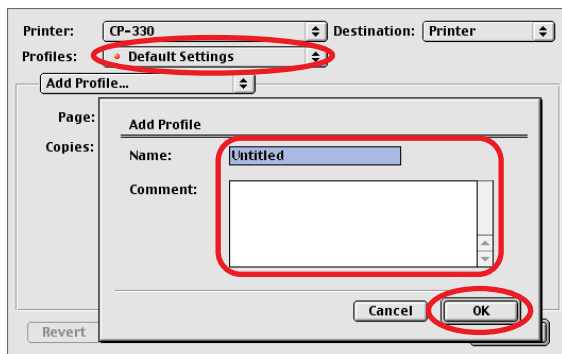 Printer: CP-330 Destination: Printer
Profiles: Default Settings
Add Profile...
Page:
Add Profile
Copies:
Name: Untitled
Comment:
Cancel OK
Revert